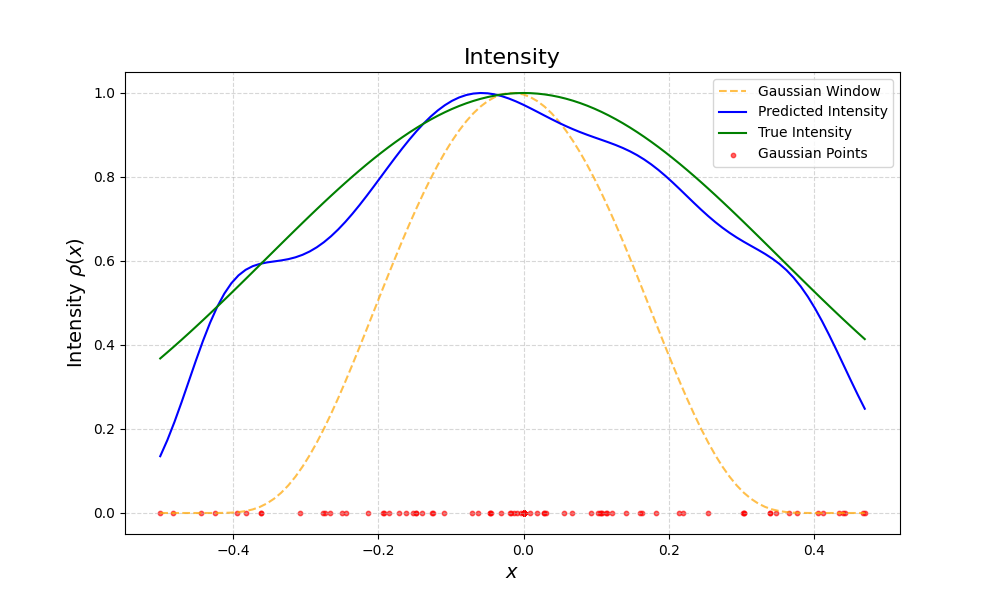 Intensity
Gaussian Window
Predicted Intensity
True Intensity
Gaussian Points
Intensity ρ(x)
1.0
0.8
0.6
0.4
0.2
0.0
−0.4
−0.2
0.0
0.2
0.4
x